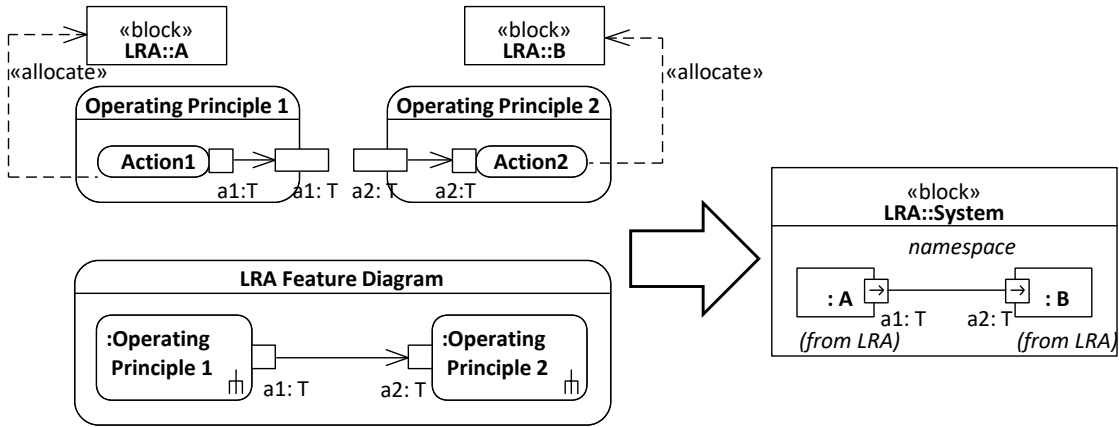 «block»
LRA::A
«block»
LRA::B
«allocate»
«allocate»
Operating Principle 1
Operating Principle 2
Action1
Action2
a1:T
a1: T
a2: T
a2:T
LRA Feature Diagram
:Operating
Principle 1
:Operating
Principle 2
a1: T
a2: T
«block»
LRA::System
namespace
: A
: B
a1: T
a2: T
(from LRA)
(from LRA)